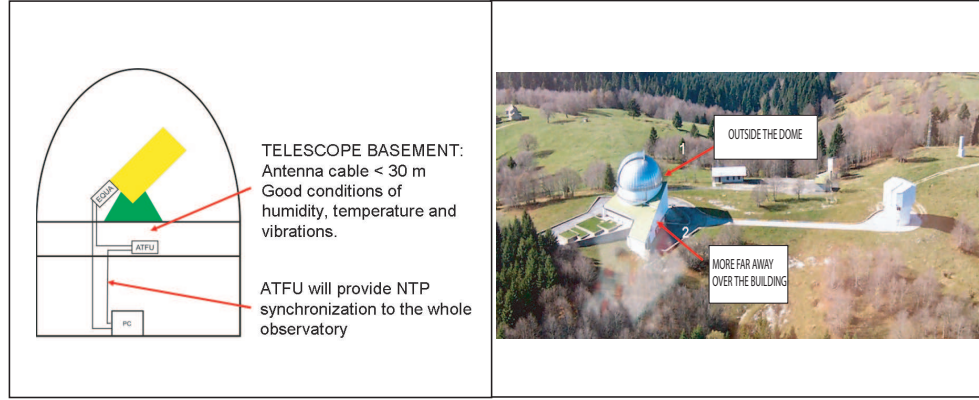 EQUA
TELESCOPE BASEMENT:
Antenna cable < 30 m
Good conditions of
humidity, temperature and
vibrations.
ATFU
ATFU will provide NTP
synchronization to the whole
observatory
PC
OUTSIDE THE DOME
1
2
MORE FAR AWAY
OVER THE BUILDING